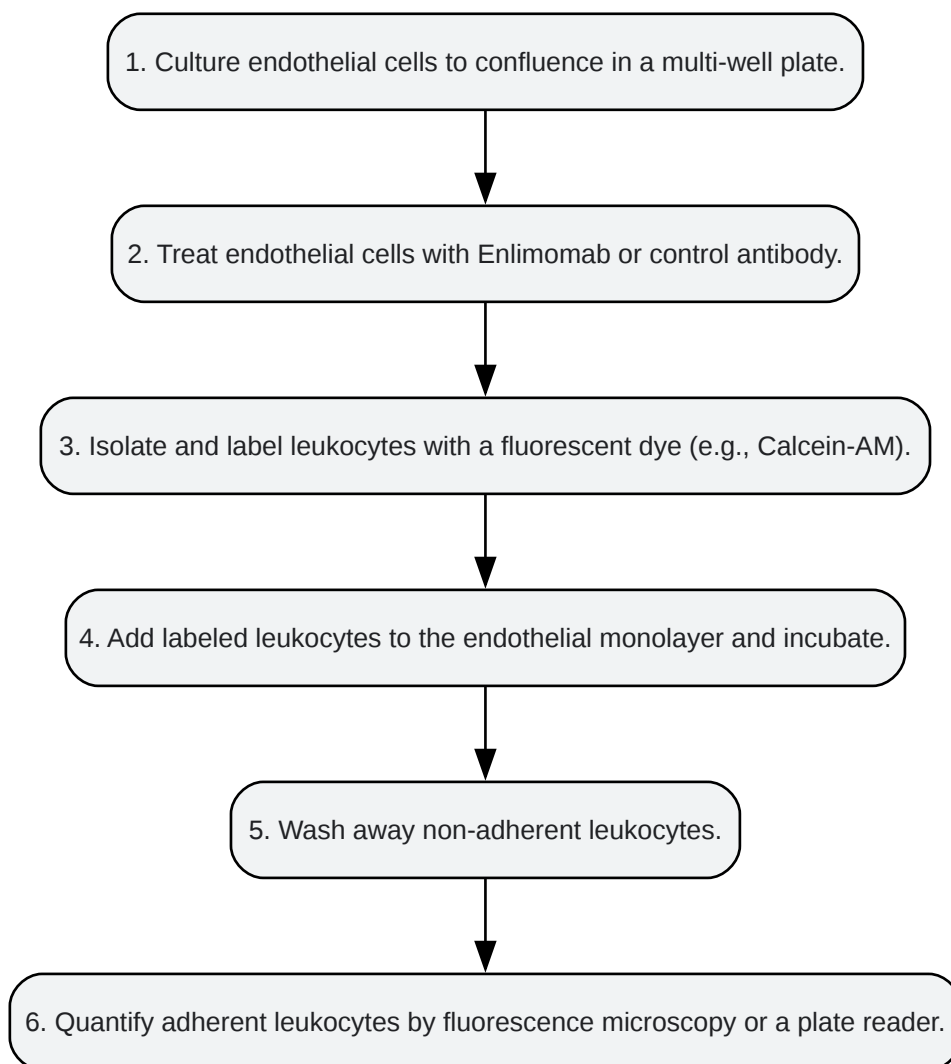 1. Culture endothelial cells to confluence in a multi-well plate.
2. Treat endothelial cells with Enlimomab or control antibody.
3. Isolate and label leukocytes with a fluorescent dye (e.g., Calcein-AM).
4. Add labeled leukocytes to the endothelial monolayer and incubate.
5. Wash away non-adherent leukocytes.
6. Quantify adherent leukocytes by fluorescence microscopy or a plate reader.